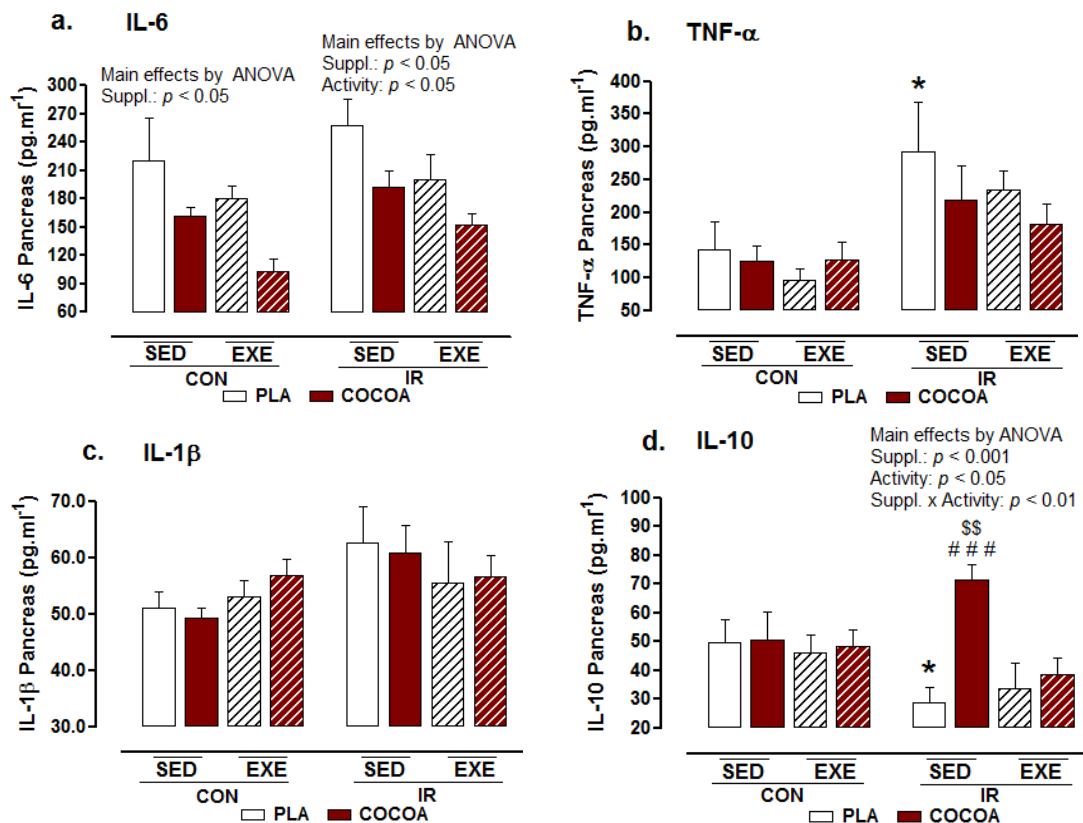 a. IL-6
Main effects by ANOVA
Suppl.: p < 0.05
Main effects by ANOVA
Suppl.: p < 0.05
Activity: p < 0.05
IL-6 Pancreas (pg.ml-1)
300
270
240
210
180
150
120
90
60
SED EXE SED EXE
CON IR
PLA COCOA
b. TNF-α
TNF-α Pancreas (pg.ml-1)
400
350
300
250
200
150
100
50
*
SED EXE SED EXE
CON IR
PLA COCOA
c. IL-1β
IL-1β Pancreas (pg.ml-1)
70.0
60.0
50.0
40.0
30.0
SED EXE SED EXE
CON IR
PLA COCOA
d. IL-10
Main effects by ANOVA
Suppl.: p < 0.001
Activity: p < 0.05
Suppl. x Activity: p < 0.01
IL-10 Pancreas (pg.ml-1)
100
90
80
70
60
50
40
30
20
$$
# # #
*
SED EXE SED EXE
CON IR
PLA COCOA